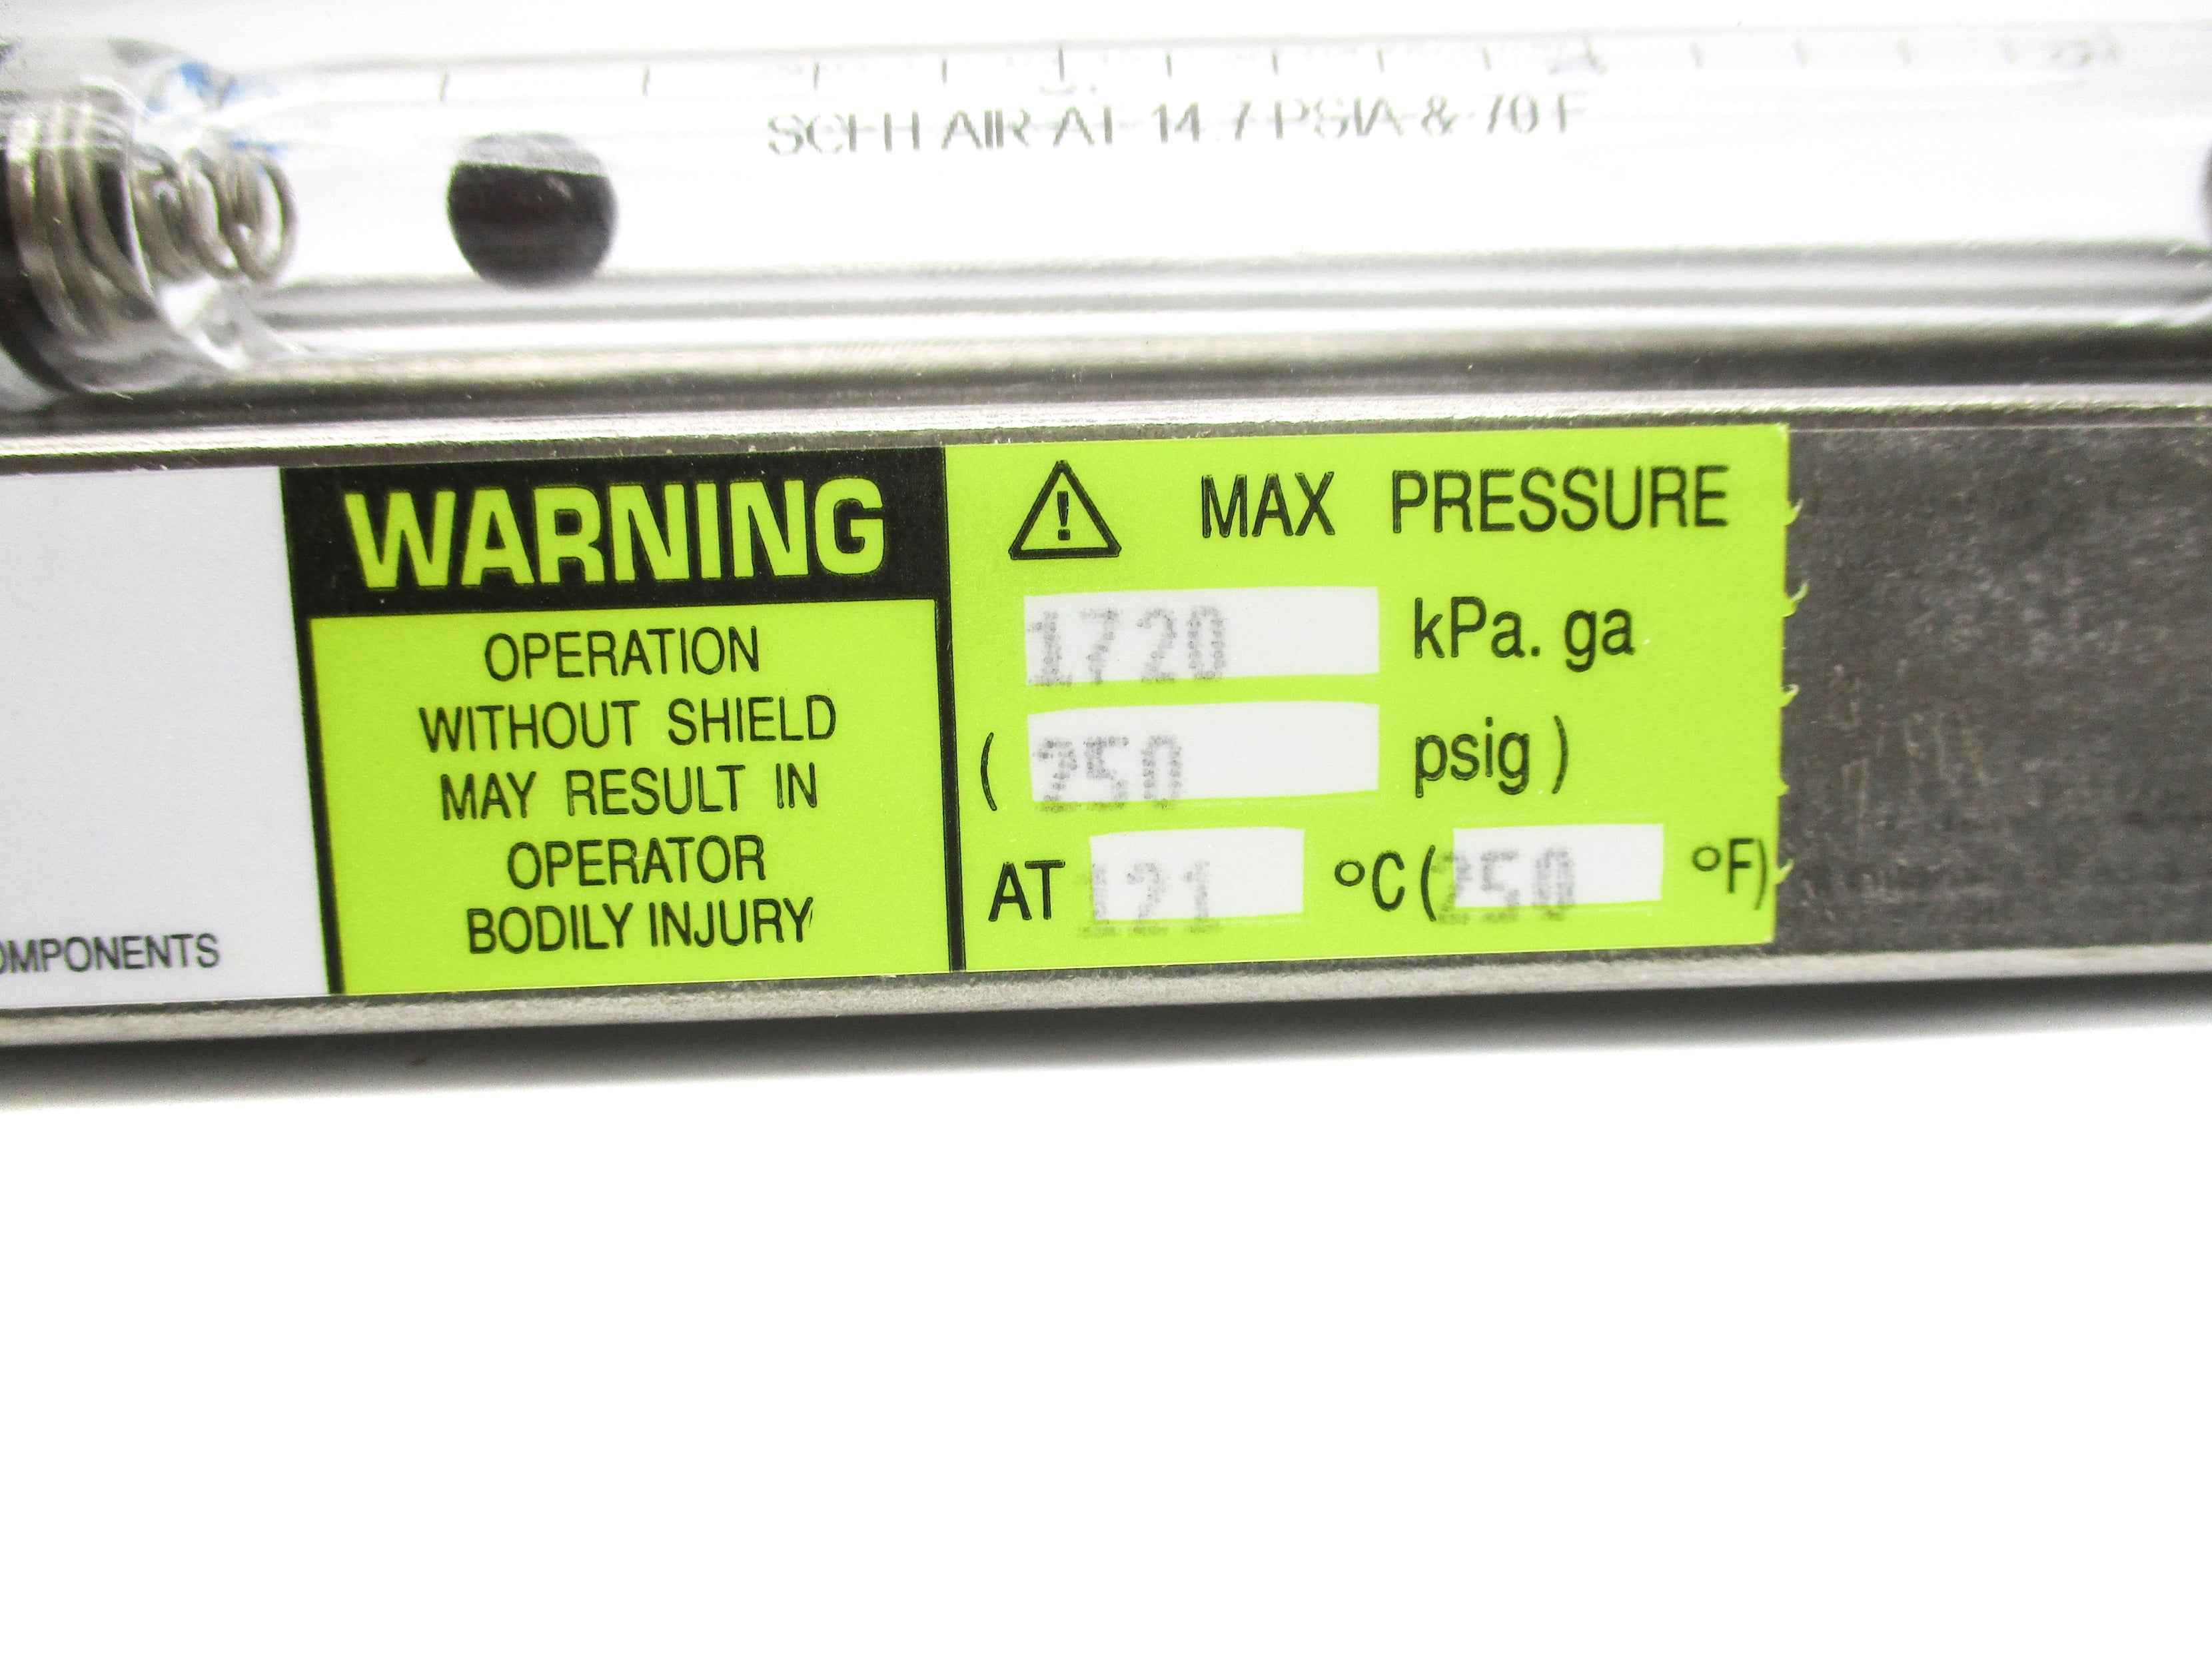 SCFH AIR AT 14.7 PSIA & 70 F
WARNING
OPERATION
WITHOUT SHIELD
MAY RESULT IN
OPERATOR
BODILY INJURY
MAX PRESSURE
1720 kPa. ga
( 250 psig )
AT 121 °C ( 250 °F)
OMPONENTS